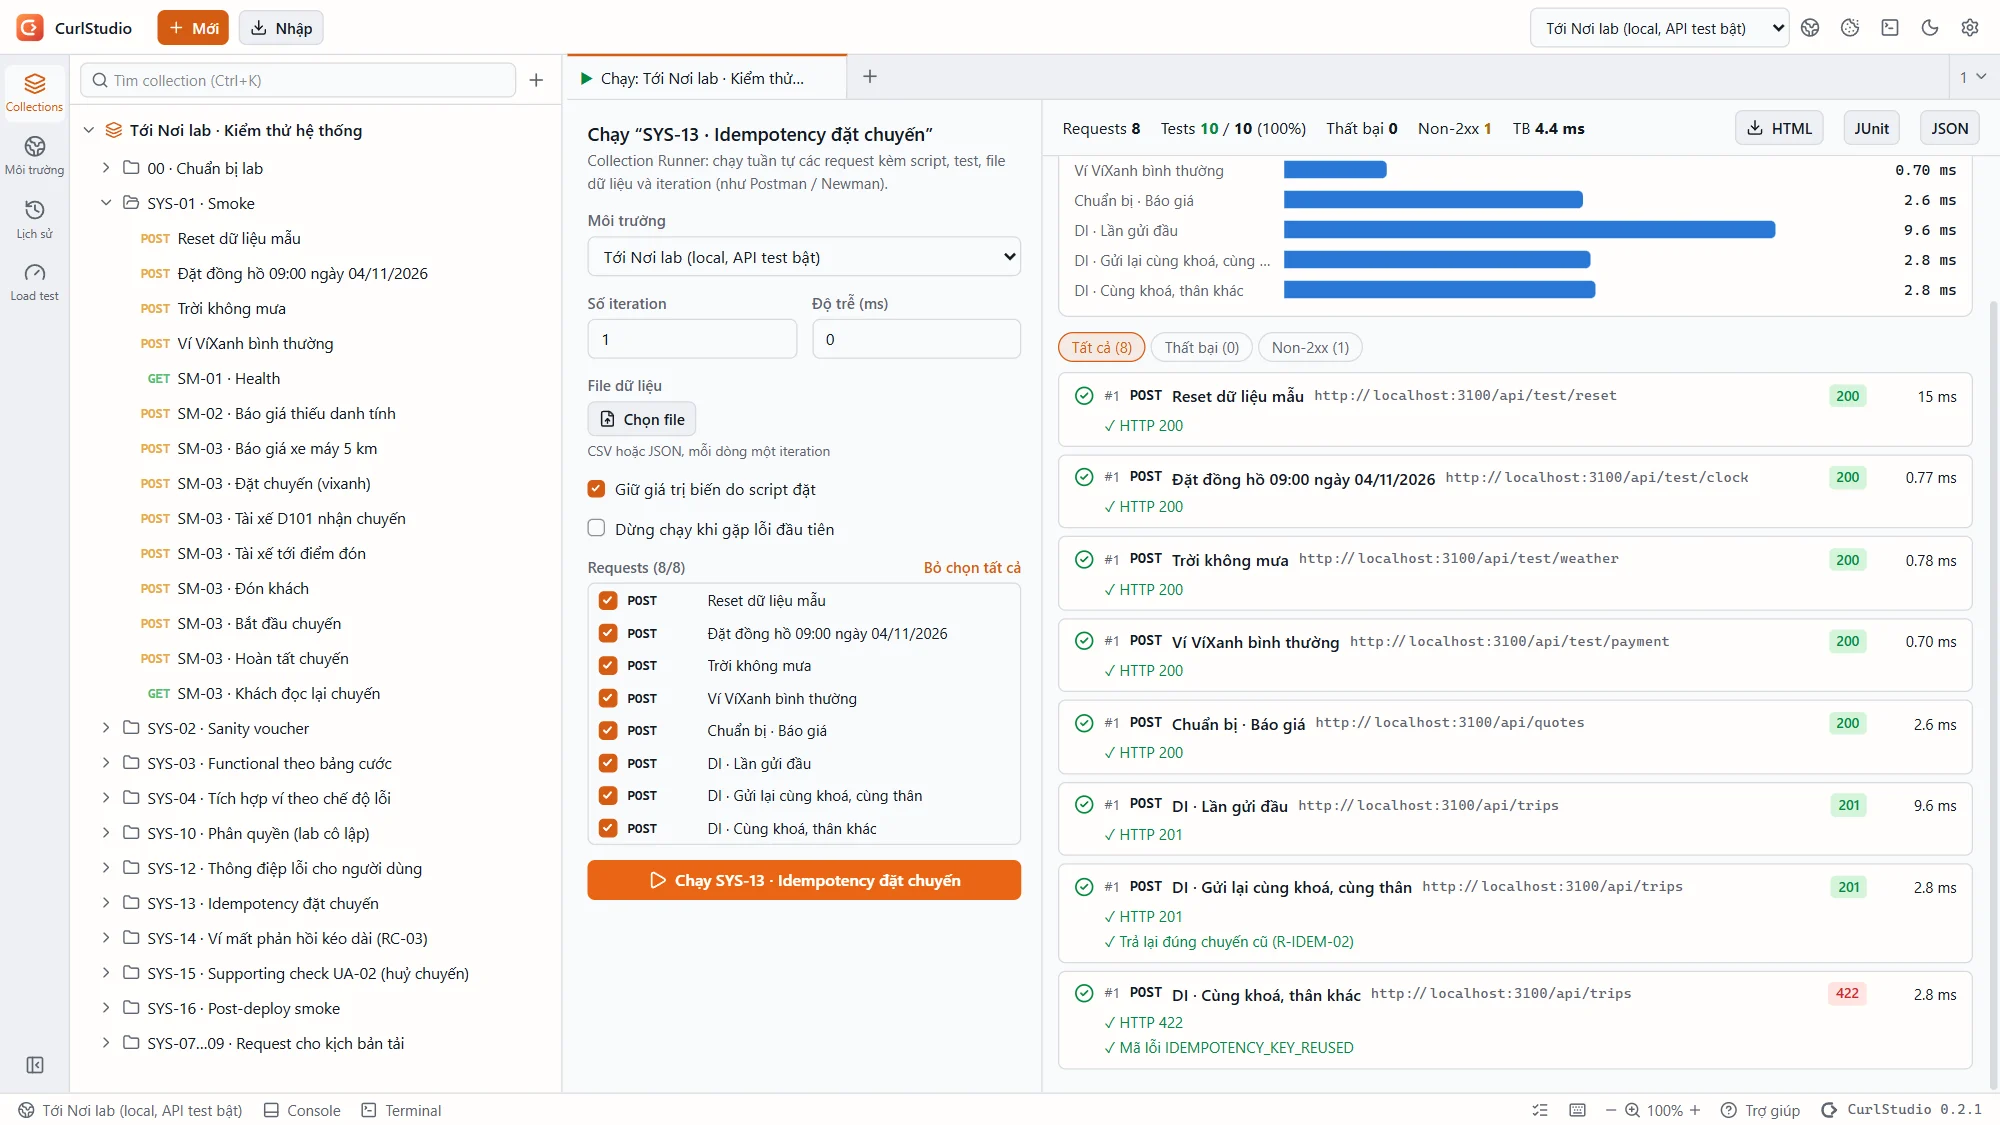 CurlStudio
Mới
Nhập
Tới Nơi lab (local, API test bật)
Collections
Môi trường
Lịch sử
Load test
Tìm collection (Ctrl+K)
Tới Nơi lab · Kiểm thử hệ thống
00 · Chuẩn bị lab
SYS-01 · Smoke
POST Reset dữ liệu mẫu
POST Đặt đồng hồ 09:00 ngày 04/11/2026
POST Trời không mưa
POST Ví VíXanh bình thường
GET SM-01 · Health
POST SM-02 · Báo giá thiếu danh tính
POST SM-03 · Báo giá xe máy 5 km
POST SM-03 · Đặt chuyến (vixanh)
POST SM-03 · Tài xế D101 nhận chuyến
POST SM-03 · Tài xế tới điểm đón
POST SM-03 · Đón khách
POST SM-03 · Bắt đầu chuyến
POST SM-03 · Hoàn tất chuyến
GET SM-03 · Khách đọc lại chuyến
SYS-02 · Sanity voucher
SYS-03 · Functional theo bảng cước
SYS-04 · Tích hợp ví theo chế độ lỗi
SYS-10 · Phân quyền (lab cô lập)
SYS-12 · Thông điệp lỗi cho người dùng
SYS-13 · Idempotency đặt chuyến
SYS-14 · Ví mất phản hồi kéo dài (RC-03)
SYS-15 · Supporting check UA-02 (huỷ chuyến)
SYS-16 · Post-deploy smoke
SYS-07...09 · Request cho kịch bản tải
Chạy: Tới Nơi lab · Kiểm thử...
1
Chạy “SYS-13 · Idempotency đặt chuyến”
Collection Runner: chạy tuần tự các request kèm script, test, file
dữ liệu và iteration (như Postman / Newman).
Môi trường
Tới Nơi lab (local, API test bật)
Số iteration
Độ trễ (ms)
1
0
File dữ liệu
Chọn file
CSV hoặc JSON, mỗi dòng một iteration
Giữ giá trị biến do script đặt
Dừng chạy khi gặp lỗi đầu tiên
Requests (8/8)
Bỏ chọn tất cả
POST Reset dữ liệu mẫu
POST Đặt đồng hồ 09:00 ngày 04/11/2026
POST Trời không mưa
POST Ví VíXanh bình thường
POST Chuẩn bị · Báo giá
POST DI · Lần gửi đầu
POST DI · Gửi lại cùng khoá, cùng thân
POST DI · Cùng khoá, thân khác
Chạy SYS-13 · Idempotency đặt chuyến
Requests 8 Tests 10 / 10 (100%) Thất bại 0 Non-2xx 1 TB 4.4 ms
HTML
JUnit
JSON
Ví VíXanh bình thường 0.70 ms
Chuẩn bị · Báo giá 2.6 ms
DI · Lần gửi đầu 9.6 ms
DI · Gửi lại cùng khoá, cùng ... 2.8 ms
DI · Cùng khoá, thân khác 2.8 ms
Tất cả (8)
Thất bại (0)
Non-2xx (1)
#1 POST Reset dữ liệu mẫu http://localhost:3100/api/test/reset 200 15 ms
✓ HTTP 200
#1 POST Đặt đồng hồ 09:00 ngày 04/11/2026 http://localhost:3100/api/test/clock 200 0.77 ms
✓ HTTP 200
#1 POST Trời không mưa http://localhost:3100/api/test/weather 200 0.78 ms
✓ HTTP 200
#1 POST Ví VíXanh bình thường http://localhost:3100/api/test/payment 200 0.70 ms
✓ HTTP 200
#1 POST Chuẩn bị · Báo giá http://localhost:3100/api/quotes 200 2.6 ms
✓ HTTP 200
#1 POST DI · Lần gửi đầu http://localhost:3100/api/trips 201 9.6 ms
✓ HTTP 201
#1 POST DI · Gửi lại cùng khoá, cùng thân http://localhost:3100/api/trips 201 2.8 ms
✓ HTTP 201
✓ Trả lại đúng chuyến cũ (R-IDEM-02)
#1 POST DI · Cùng khoá, thân khác http://localhost:3100/api/trips 422 2.8 ms
✓ HTTP 422
✓ Mã lỗi IDEMPOTENCY_KEY_REUSED
Tới Nơi lab (local, API test bật)
Console
Terminal
100%
Trợ giúp
CurlStudio 0.2.1